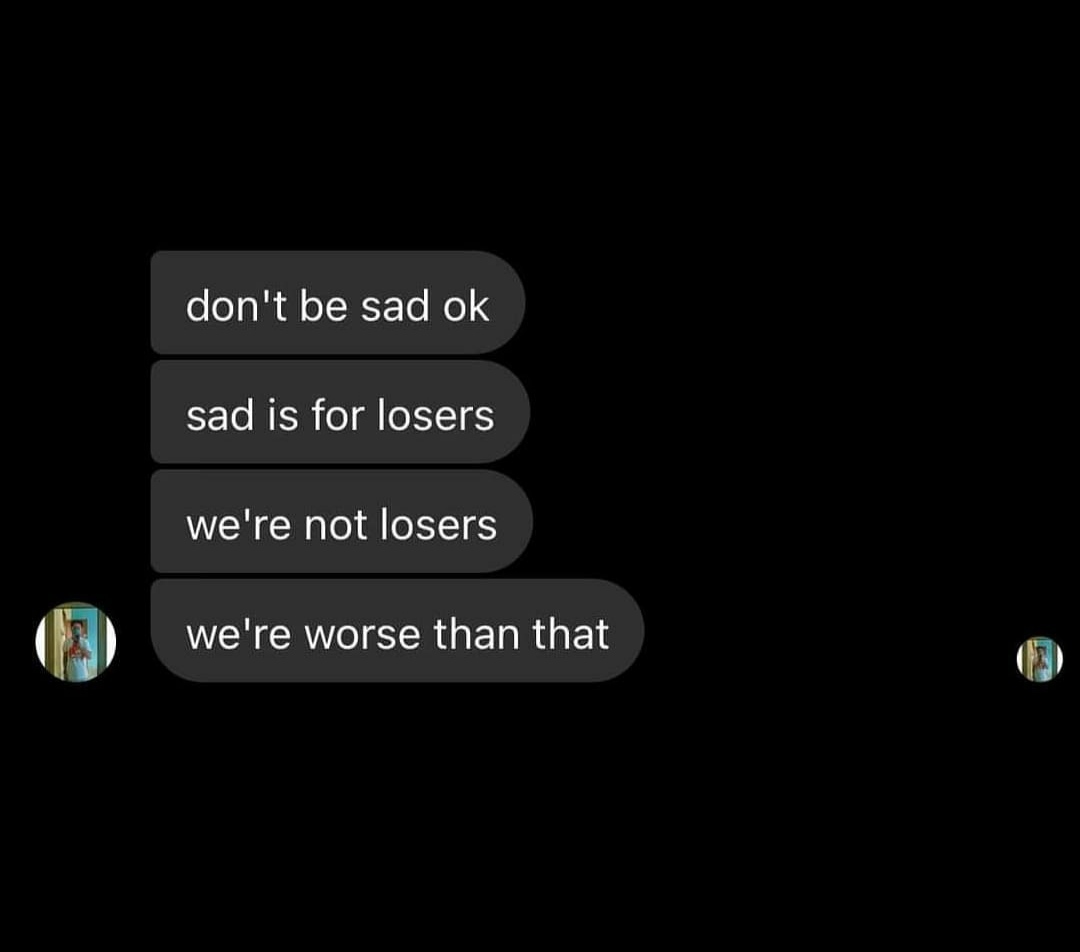 don't be sad ok
sad is for losers
we're not losers
we're worse than that